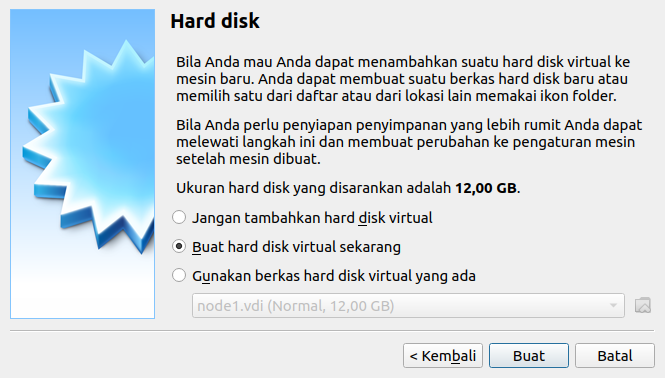 Hard disk
Bila Anda mau Anda dapat menambahkan suatu hard disk virtual ke
mesin baru. Anda dapat membuat suatu berkas hard disk baru atau
memilih satu dari daftar atau dari lokasi lain memakai ikon folder.
Bila Anda perlu penyiapan penyimpanan yang lebih rumit Anda dapat
melewati langkah ini dan membuat perubahan ke pengaturan mesin
setelah mesin dibuat.
Ukuran hard disk yang disarankan adalah 12,00 GB.
Jangan tambahkan hard disk virtual
Buat hard disk virtual sekarang
Gunakan berkas hard disk virtual yang ada
node1.vdi (Normal, 12,00 GB)
< Kembali
Buat
Batal